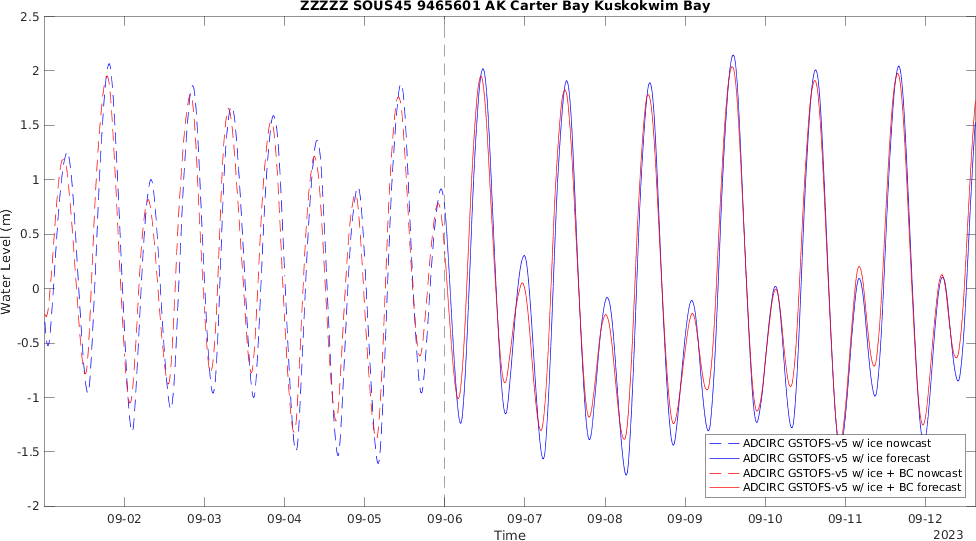 ZZZZZ SOUS45 9465601 AK Carter Bay Kuskokwim Bay
2.5
2
1.5
1
0.5
0
-0.5
-1
-1.5
-2
Water Level (m)
ADCIRC GSTOFS-v5 w/ ice nowcast
ADCIRC GSTOFS-v5 w/ ice forecast
ADCIRC GSTOFS-v5 w/ ice + BC nowcast
ADCIRC GSTOFS-v5 w/ ice + BC forecast
09-02 09-03 09-04 09-05 09-06 09-07 09-08 09-09 09-10 09-11 09-12
Time
2023